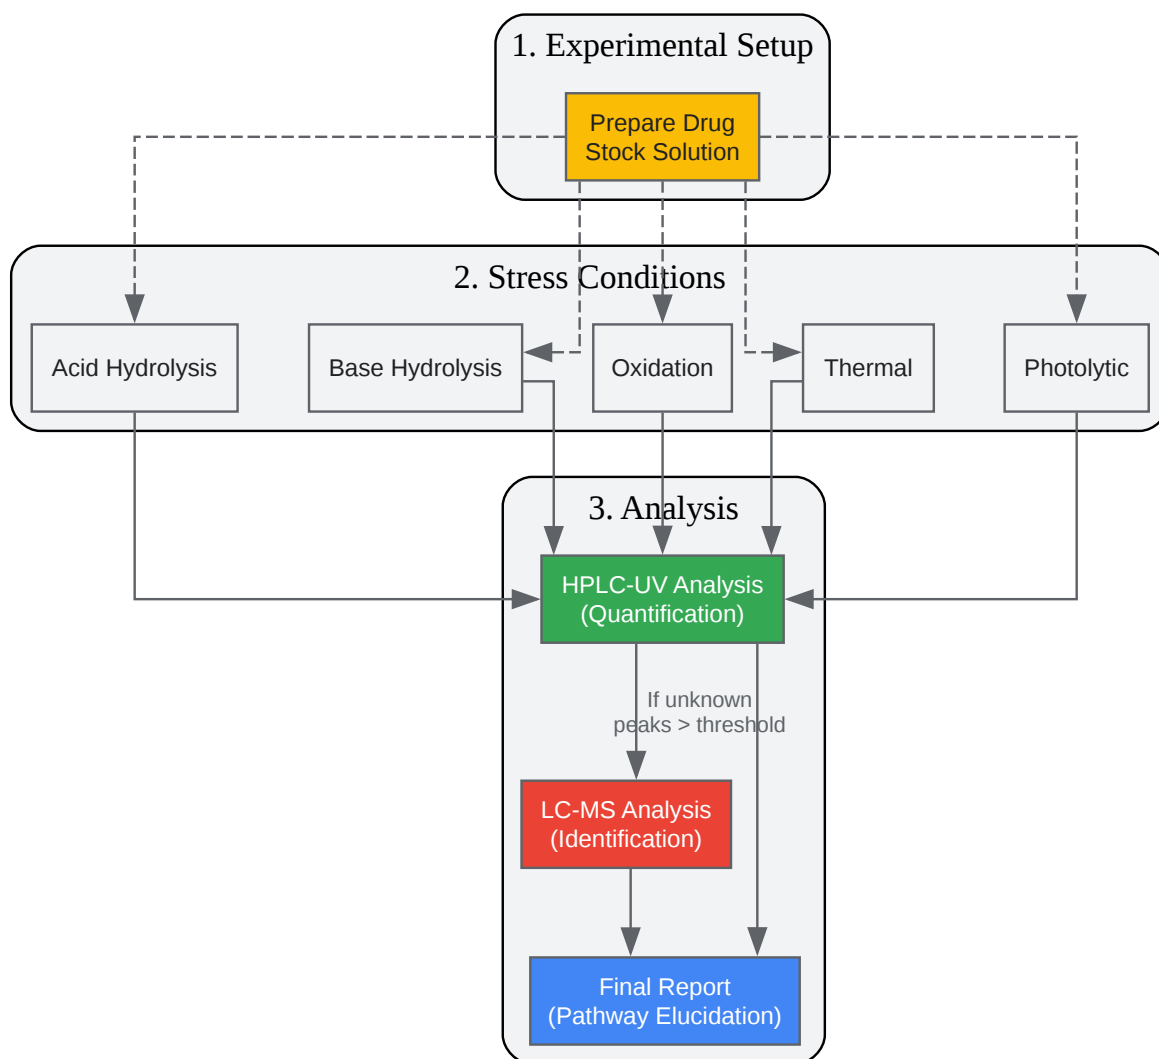 1. Experimental Setup
Prepare Drug
Stock Solution
2. Stress Conditions
Acid Hydrolysis
Base Hydrolysis
Oxidation
Thermal
Photolytic
3. Analysis
HPLC-UV Analysis
(Quantification)
If unknown
peaks > threshold
LC-MS Analysis
(Identification)
Final Report
(Pathway Elucidation)